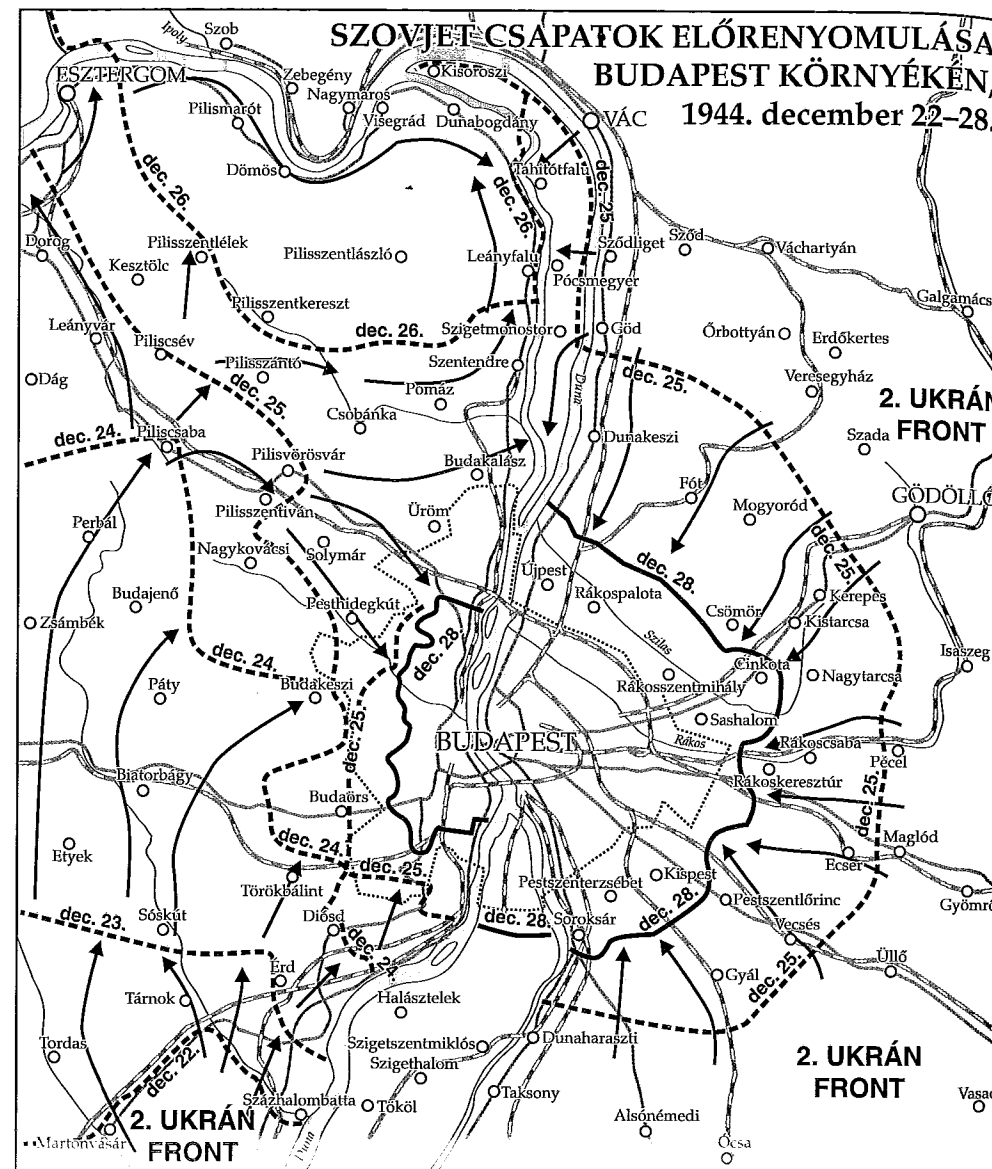 SZOVJET CSAPATOK ELŐRENYOMULÁSA
BUDAPEST KÖRNYÉKÉN,
1944. december 22–28.
Szob
Ipoly
ESZTERGOM
Zebegény
Kisoroszi
Pilismarót
Nagymaros
Visegrád
Dunabogdány
VÁC
Dömös
Tahitótfalu
dec. 26.
dec. 26.
dec. 25.
Dorog
Pilisszentlélek
Pilisszentlászló
Leányfalu
Sződliget
Sződ
Váchartyán
Kesztölc
Pócsmegyer
Pilisszentkereszt
Galgamács
Leányvár
dec. 26.
Szigetmonostor
Göd
Őrbottyán
Erdőkertes
Piliscsév
Szentendre
Dág
Pilisszántó
dec. 25.
Pomáz
Duna
dec. 25.
Veresegyház
2. UKRÁN
FRONT
Csobánka
Szada
dec. 24.
Piliscsaba
Dunakeszi
Pilisvörösvár
Budakalász
Fót
GÖDÖLLŐ
Pilisszentiván
Üröm
Mogyoród
Perbál
Nagykovácsi
Solymár
dec. 28.
dec. 25.
Újpest
Budajenő
Pesthidegkút
Rákospalota
Csömör
Kerepes
Zsámbék
Kistarcsa
Szilas
dec. 28.
dec. 24.
Cinkota
Isaszeg
Páty
Budakeszi
Rákosszentmihály
Nagytarcsa
dec. 25.
Sashalom
BUDAPEST
Rákos
Rákoscsaba
Pécel
Biatorbágy
Rákoskeresztúr
Budaörs
dec. 25.
Etyek
dec. 24.
Maglód
dec. 25.
Ecser
Törökbálint
Kispest
Pestszenterzsébet
Gyömrő
dec. 23.
Sóskút
Diósd
dec. 28.
dec. 28.
Pestszentlőrinc
Soroksár
Vecsés
dec. 24.
Üllő
dec. 25.
Érd
Gyál
Tárnok
Halásztelek
Tordas
Szigetszentmiklós
Dunaharaszti
dec. 22.
Szigethalom
2. UKRÁN
FRONT
Százhalombatta
Tököl
Taksony
Vasad
2. UKRÁN
FRONT
Alsónémedi
Martonvásár
Duna
Ócsa